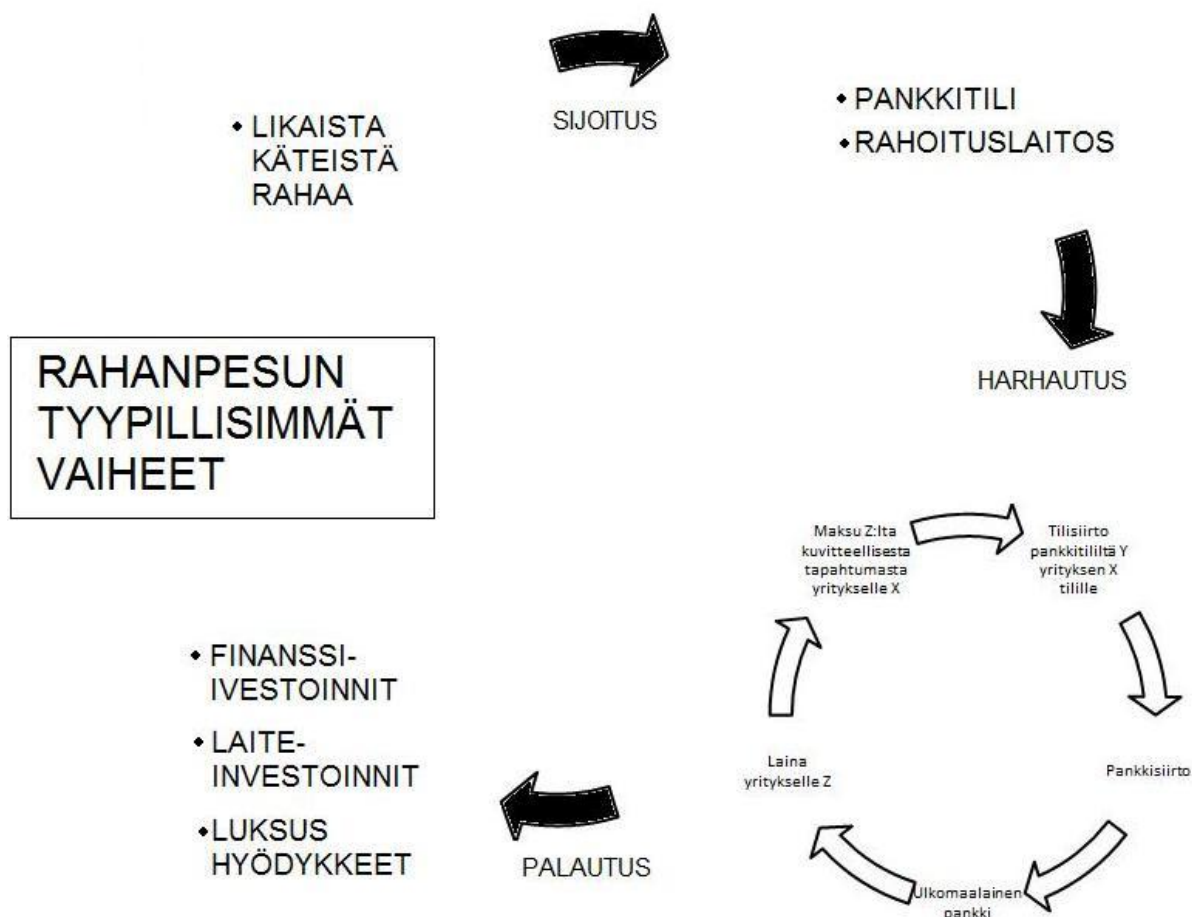 SIJOITUS
• LIKAISTA
KÄTEISTÄ
RAHAA
• PANKKITILI
• RAHOITUSLAITOS
HARHAUTUS
RAHANPESUN
TYYPILLISIMMÄT
VAIHEET
Maksu Z:lta
kuvitteellisesta
tapahtumasta
yritykselle X
Tilisiirto
pankkitililtä Y
yrityksen X
tilille
Pankkisiirto
Ulkomaalainen
pankki
Laina
yritykselle Z
PALAUTUS
• FINANSSI-
IVESTOINNIT
• LAITE-
INVESTOINNIT
• LUKSUS
HYÖDYKKEET